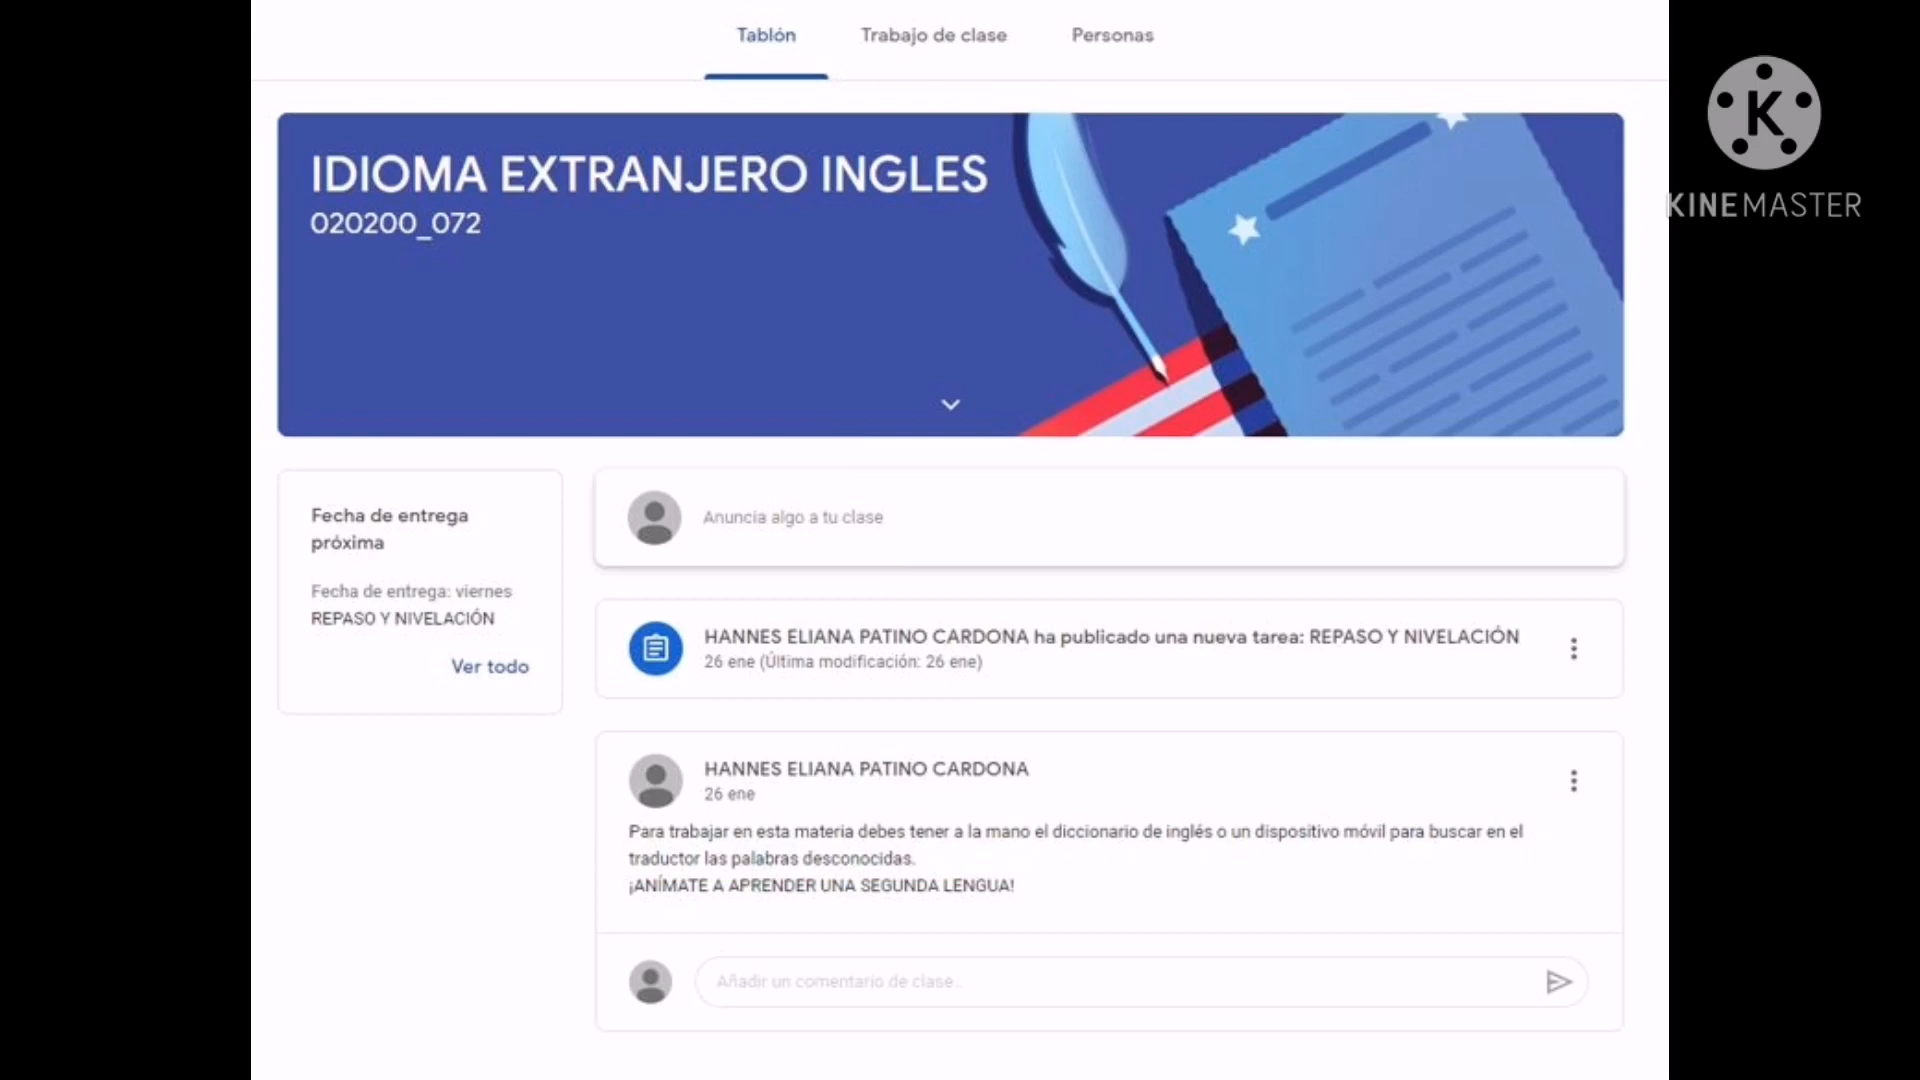 Tablón
Trabajo de clase
Personas
K
KINEMASTER
IDIOMA EXTRANJERO INGLES
020200_072
Fecha de entrega
próxima
Fecha de entrega: viernes
REPASO Y NIVELACIÓN
Ver todo
Anuncia algo a tu clase
HANNES ELIANA PATINO CARDONA ha publicado una nueva tarea: REPASO Y NIVELACIÓN
26 ene (Última modificación: 26 ene)
HANNES ELIANA PATINO CARDONA
26 ene
Para trabajar en esta materia debes tener a la mano el diccionario de inglés o un dispositivo móvil para buscar en el
traductor las palabras desconocidas.
¡ANÍMATE A APRENDER UNA SEGUNDA LENGUA!
Añadir un comentario de clase...